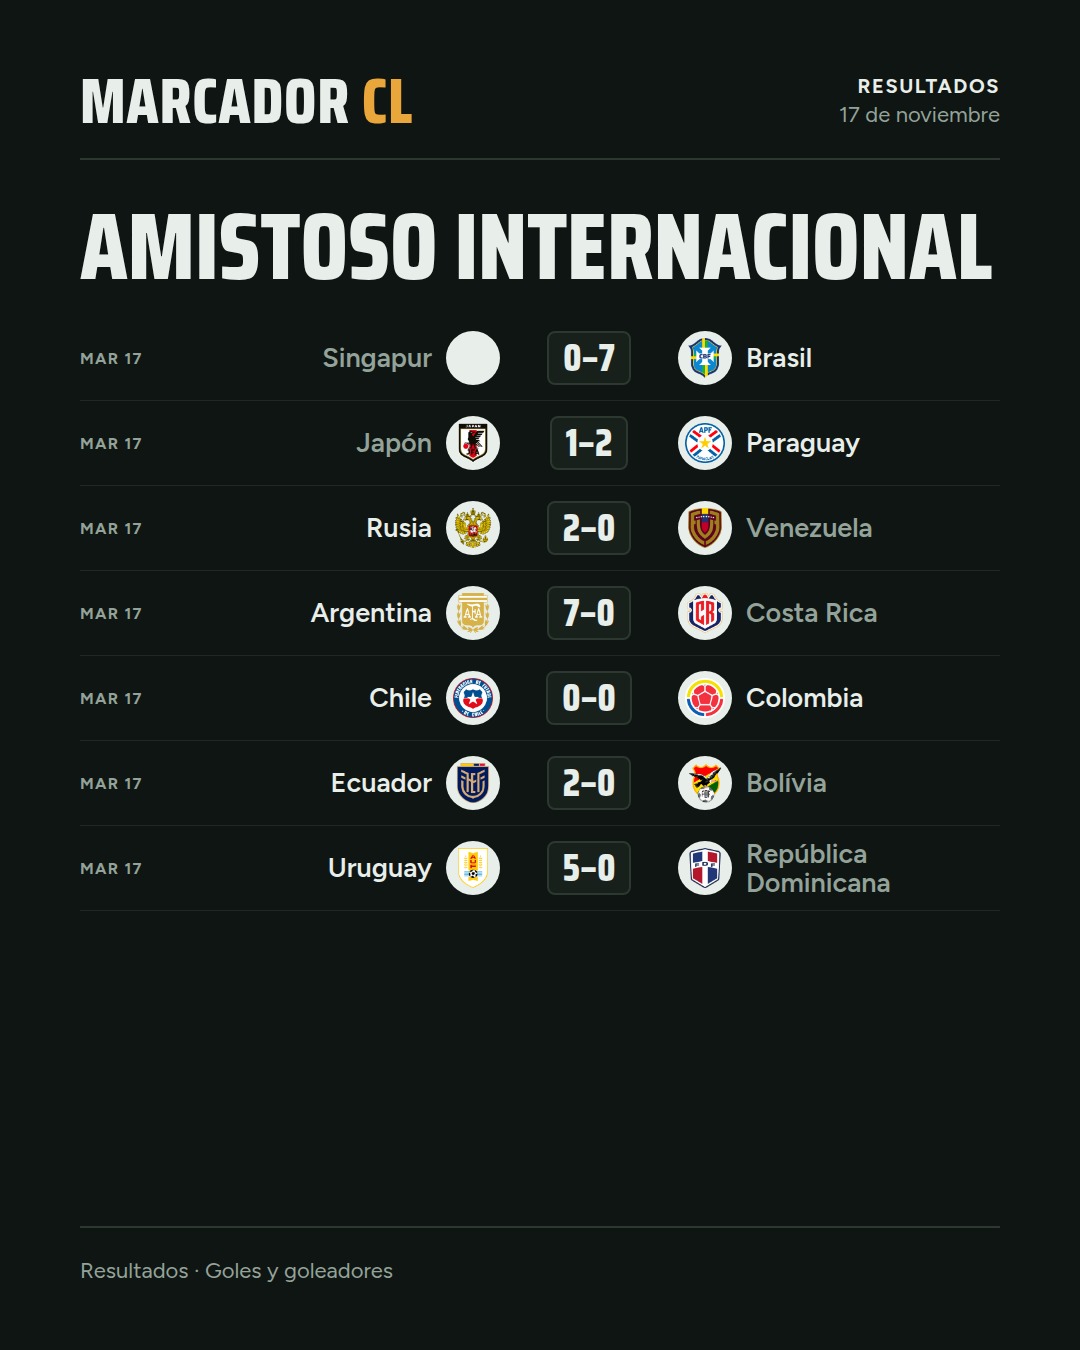 MARCADOR CL
RESULTADOS
17 de noviembre
AMISTOSO INTERNACIONAL
MAR 17 Singapur 0–7 Brasil
MAR 17 Japón 1–2 Paraguay
MAR 17 Rusia 2–0 Venezuela
MAR 17 Argentina 7–0 Costa Rica
MAR 17 Chile 0–0 Colombia
MAR 17 Ecuador 2–0 Bolívia
MAR 17 Uruguay 5–0 República
Dominicana
Resultados · Goles y goleadores